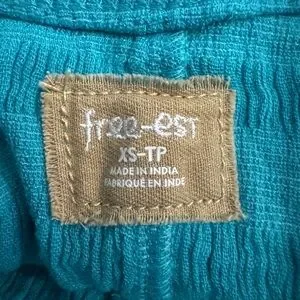 free-est
XS-TP
MADE IN INDIA
FABRIQUÉ EN INDE